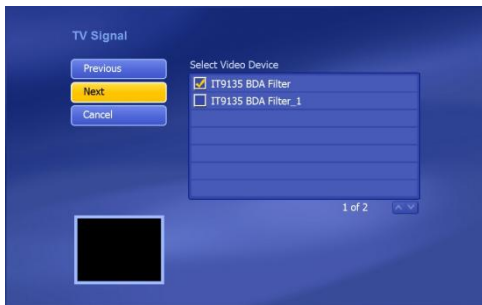 TV Signal
Previous
Next
Cancel
Select Video Device
IT9135 BDA Filter
IT9135 BDA Filter_1
1 of 2